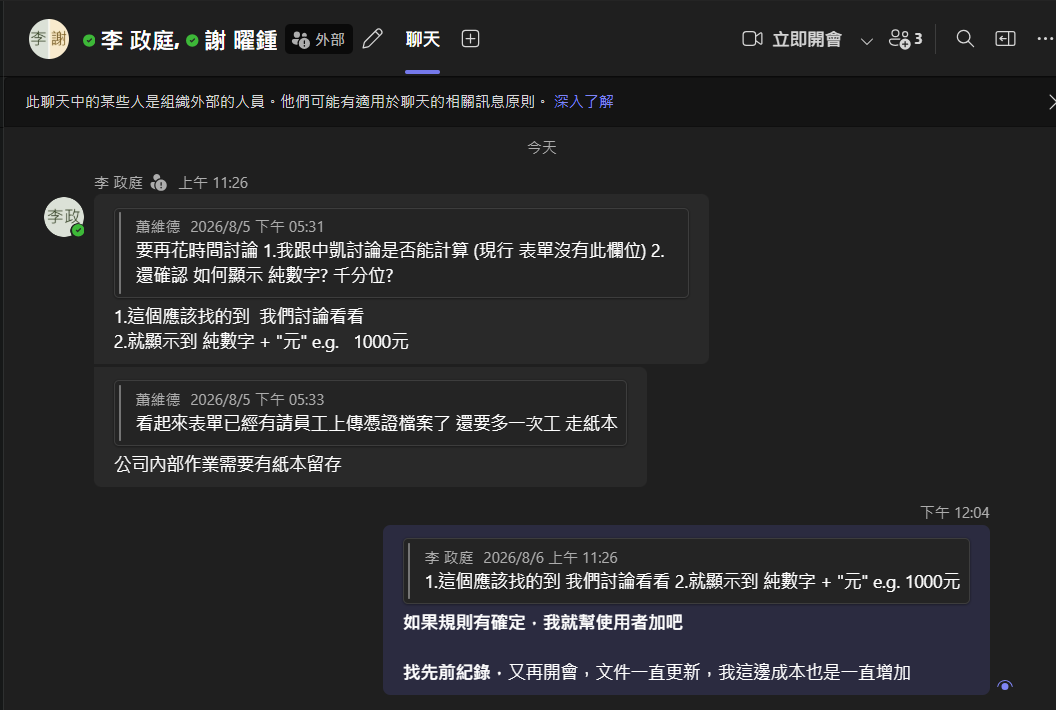 李 謝 李 政庭, 謝 曜鍾 外部 聊天 立即開會 3
此聊天中的某些人是組織外部的人員。他們可能有適用於聊天的相關訊息原則。 深入了解
今天
李 政庭 上午 11:26
李政
蕭維德 2026/8/5 下午 05:31
要再花時間討論 1.我跟中凱討論是否能計算 (現行 表單沒有此欄位) 2.
還確認 如何顯示 純數字? 千分位?
1.這個應該找的到 我們討論看看
2.就顯示到 純數字 + "元" e.g. 1000元
蕭維德 2026/8/5 下午 05:33
看起來表單已經有請員工上傳憑證檔案了 還要多一次工 走紙本
公司內部作業需要有紙本留存
下午 12:04
李 政庭 2026/8/6 上午 11:26
1.這個應該找的到 我們討論看看 2.就顯示到 純數字 + "元" e.g. 1000元
如果規則有確定，我就幫使用者加吧
找先前紀錄，又再開會，文件一直更新，我這邊成本也是一直增加